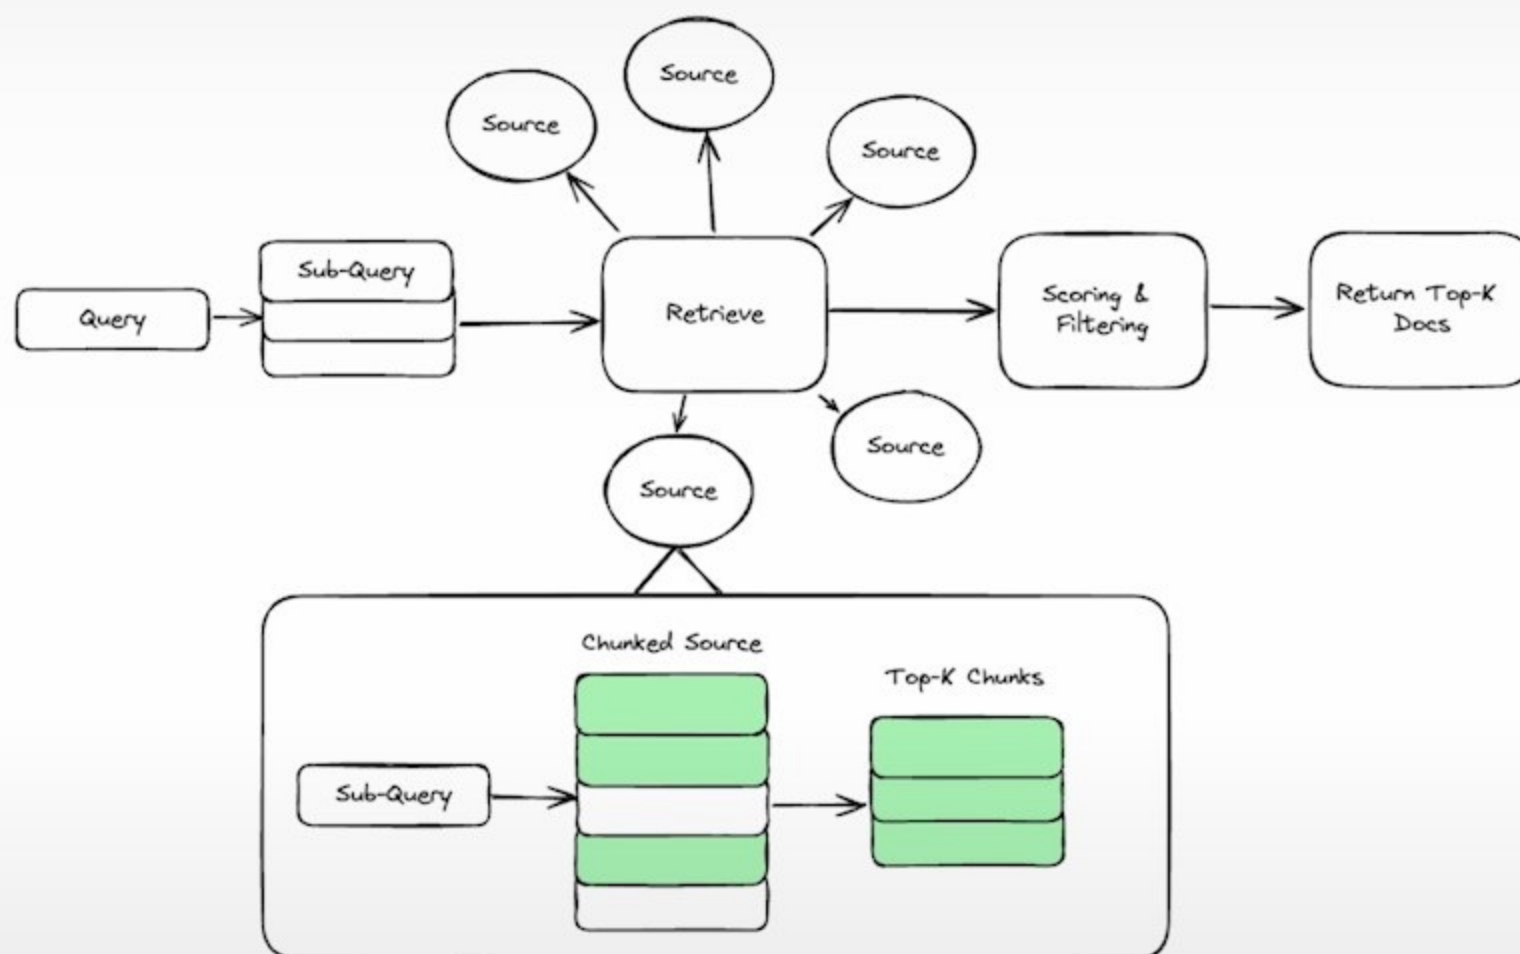 Source
Source
Source
Sub-Query
Query
Retrieve
Scoring &
Filtering
Return Top-K
Docs
Source
Source
Chunked Source
Top-K Chunks
Sub-Query